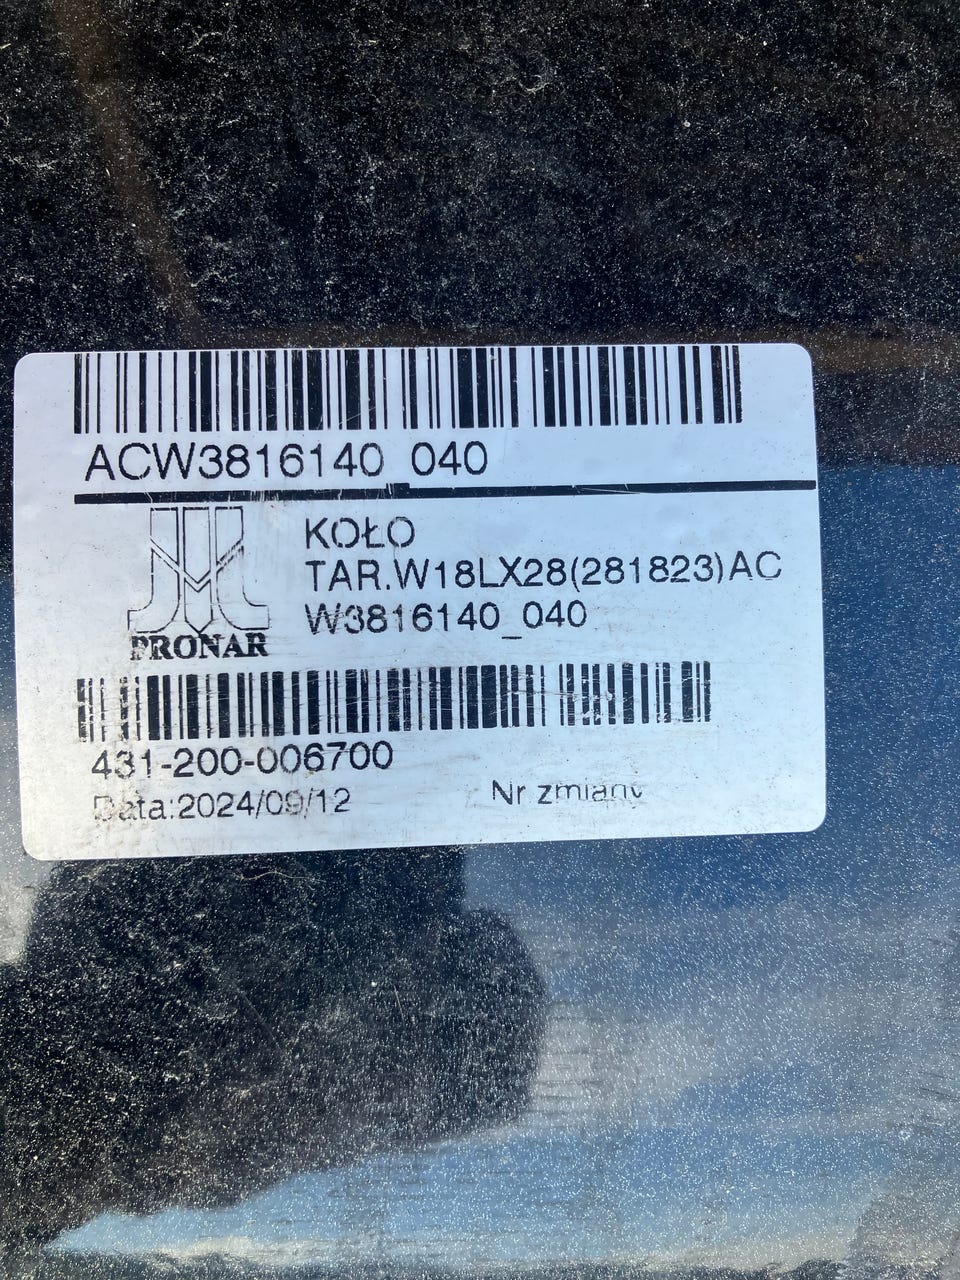 ACW3816140_040
KOŁO
TAR.W18LX28(281823)AC
W3816140_040
PRONAR
431-200-006700
Data:2024/09/12
Nr zmiany